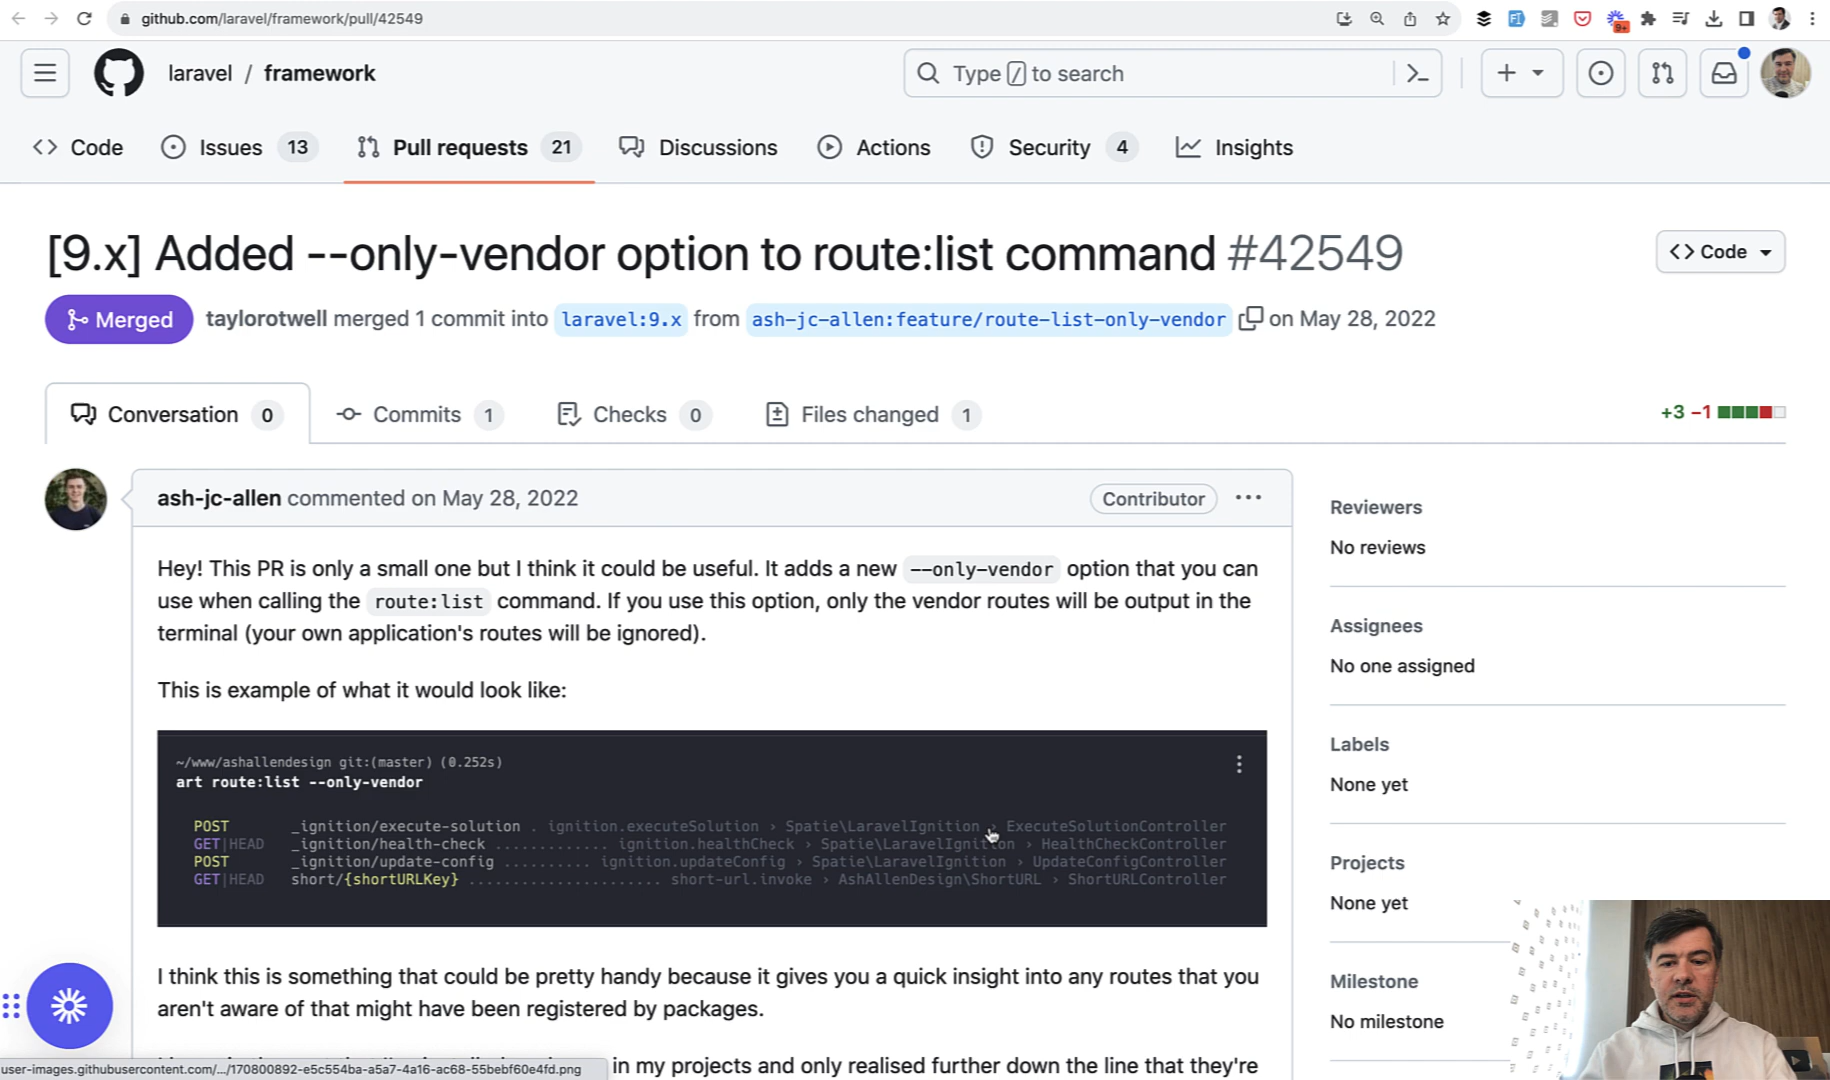 github.com/laravel/framework/pull/42549
9+
laravel / framework
Type / to search
Code
Issues 13
Pull requests 21
Discussions
Actions
Security 4
Insights
[9.x] Added --only-vendor option to route:list command #42549
Code
Merged
taylorotwell merged 1 commit into laravel:9.x from ash-jc-allen:feature/route-list-only-vendor on May 28, 2022
Conversation 0
Commits 1
Checks 0
Files changed 1
+3 −1
ash-jc-allen commented on May 28, 2022
Contributor
Hey! This PR is only a small one but I think it could be useful. It adds a new --only-vendor option that you can
use when calling the route:list command. If you use this option, only the vendor routes will be output in the
terminal (your own application's routes will be ignored).
This is example of what it would look like:
~/www/ashallendesign git:(master) (0.252s)
art route:list --only-vendor
POST _ignition/execute-solution . ignition.executeSolution › Spatie\LaravelIgnition › ExecuteSolutionController
GET|HEAD _ignition/health-check ............. ignition.healthCheck › Spatie\LaravelIgnition › HealthCheckController
POST _ignition/update-config .......... ignition.updateConfig › Spatie\LaravelIgnition › UpdateConfigController
GET|HEAD short/{shortURLKey} ...................... short-url.invoke › AshAllenDesign\ShortURL › ShortURLController
I think this is something that could be pretty handy because it gives you a quick insight into any routes that you
aren't aware of that might have been registered by packages.
in my projects and only realised further down the line that they're
user-images.githubusercontent.com/.../170800892-e5c554ba-a5a7-4a16-ac68-55bebf60e4fd.png
Reviewers
No reviews
Assignees
No one assigned
Labels
None yet
Projects
None yet
Milestone
No milestone